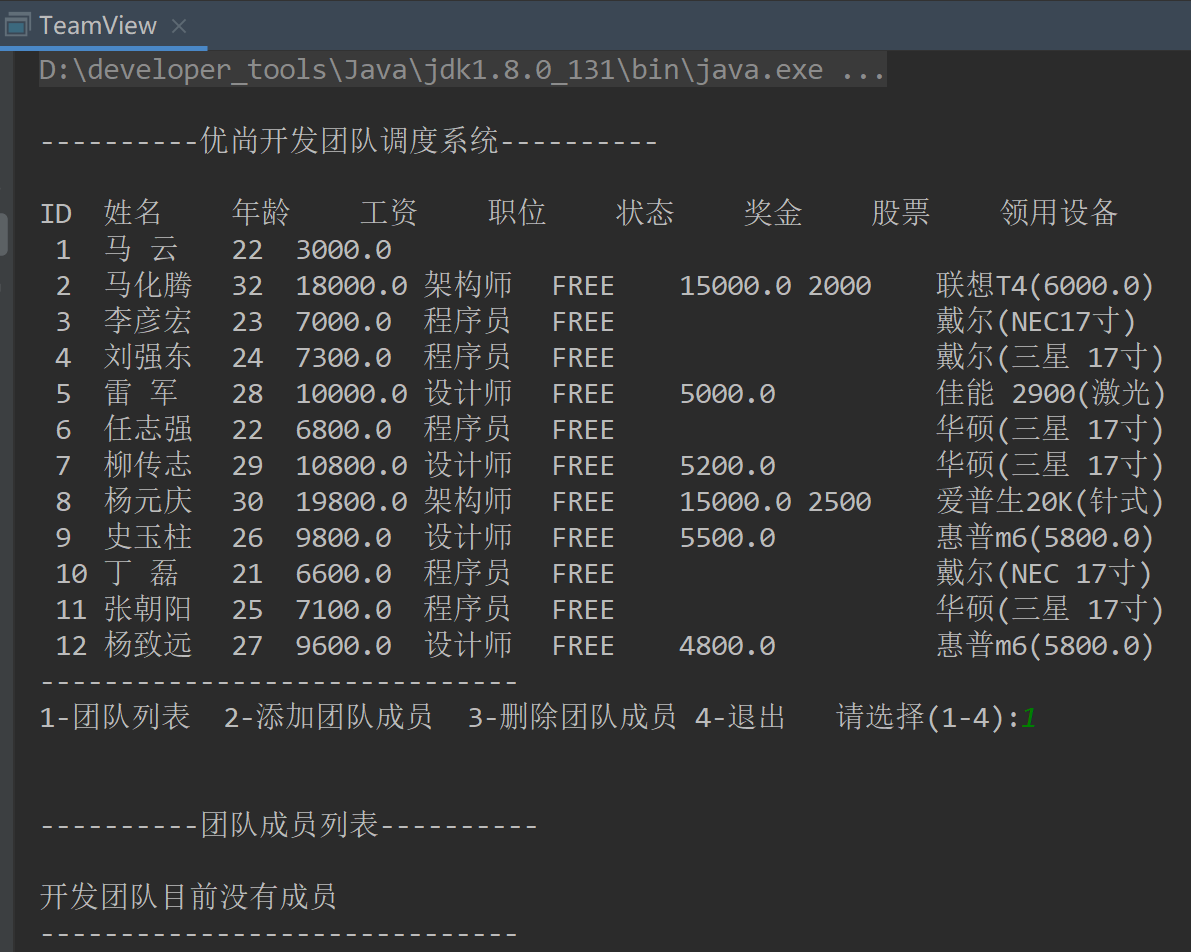 TeamView
D:\developer_tools\Java\jdk1.8.0_131\bin\java.exe ...
----------优尚开发团队调度系统----------
ID 姓名 年龄 工资 职位 状态 奖金 股票 领用设备
1 马 云 22 3000.0
2 马化腾 32 18000.0 架构师 FREE 15000.0 2000 联想T4(6000.0)
3 李彦宏 23 7000.0 程序员 FREE 戴尔(NEC17寸)
4 刘强东 24 7300.0 程序员 FREE 戴尔(三星 17寸)
5 雷 军 28 10000.0 设计师 FREE 5000.0 佳能 2900(激光)
6 任志强 22 6800.0 程序员 FREE 华硕(三星 17寸)
7 柳传志 29 10800.0 设计师 FREE 5200.0 华硕(三星 17寸)
8 杨元庆 30 19800.0 架构师 FREE 15000.0 2500 爱普生20K(针式)
9 史玉柱 26 9800.0 设计师 FREE 5500.0 惠普m6(5800.0)
10 丁 磊 21 6600.0 程序员 FREE 戴尔(NEC 17寸)
11 张朝阳 25 7100.0 程序员 FREE 华硕(三星 17寸)
12 杨致远 27 9600.0 设计师 FREE 4800.0 惠普m6(5800.0)
------------------------------
1-团队列表 2-添加团队成员 3-删除团队成员 4-退出 请选择(1-4):1
----------团队成员列表----------
开发团队目前没有成员
------------------------------